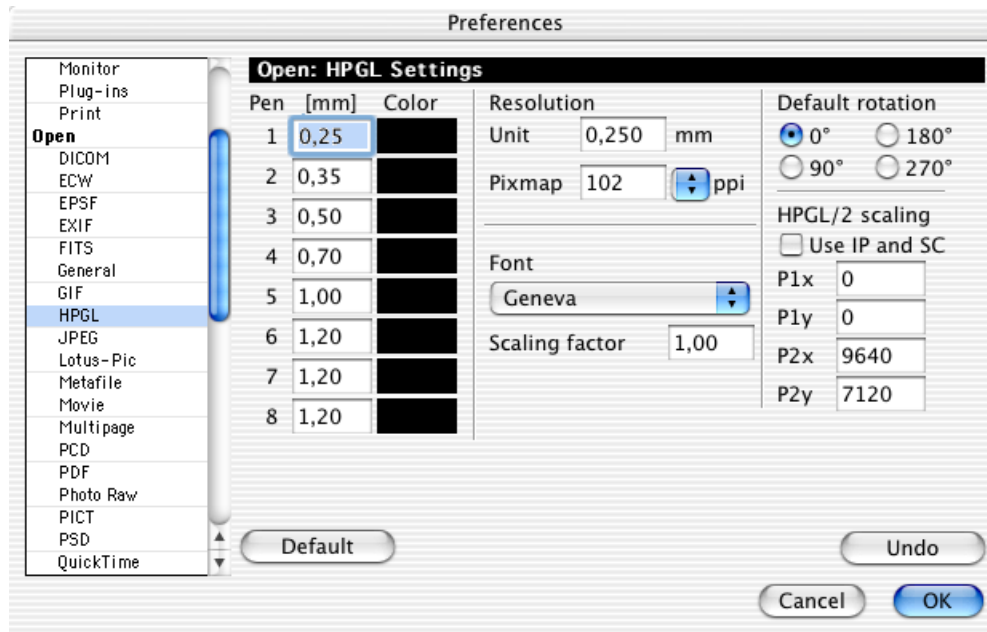 Preferences
Monitor
Plug-ins
Print
Open
DICOM
ECW
EPSF
EXIF
FITS
General
GIF
HPGL
JPEG
Lotus-Pic
Metafile
Movie
Multipage
PCD
PDF
Photo Raw
PICT
PSD
QuickTime
Open: HPGL Settings
Pen [mm] Color
1 0,25
2 0,35
3 0,50
4 0,70
5 1,00
6 1,20
7 1,20
8 1,20
Resolution
Unit 0,250 mm
Pixmap 102 ppi
Font
Geneva
Scaling factor 1,00
Default rotation
0° 180°
90° 270°
HPGL/2 scaling
Use IP and SC
P1x 0
P1y 0
P2x 9640
P2y 7120
Default
Undo
Cancel OK